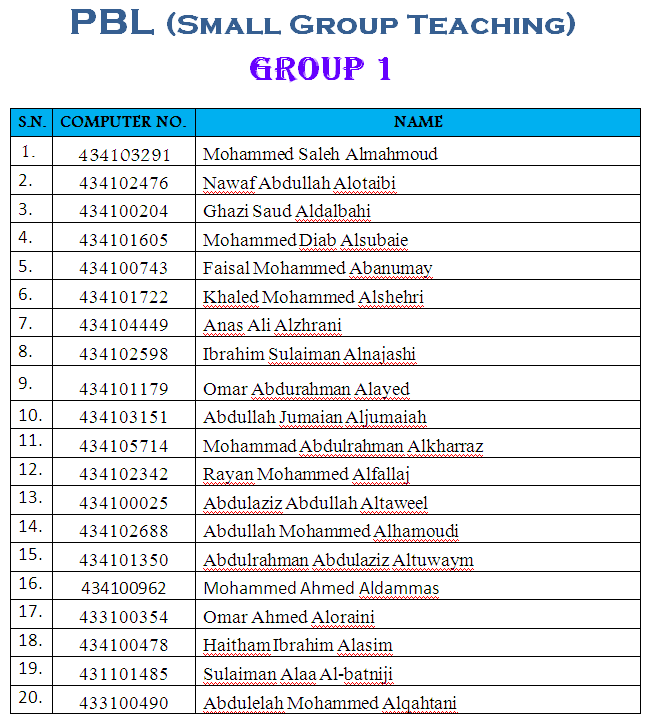 PBL (Small Group Teaching)
GROUP 1
S.N. COMPUTER NO. NAME
1. 434103291 Mohammed Saleh Almahmoud
2. 434102476 Nawaf Abdullah Alotaibi
3. 434100204 Ghazi Saud Aldalbahi
4. 434101605 Mohammed Diab Alsubaie
5. 434100743 Faisal Mohammed Abanumay
6. 434101722 Khaled Mohammed Alshehri
7. 434104449 Anas Ali Alzhrani
8. 434102598 Ibrahim Sulaiman Alnajashi
9. 434101179 Omar Abdurahman Alayed
10. 434103151 Abdullah Jumaian Aljumaiah
11. 434105714 Mohammad Abdulrahman Alkharraz
12. 434102342 Rayan Mohammed Alfallaj
13. 434100025 Abdulaziz Abdullah Altaweel
14. 434102688 Abdullah Mohammed Alhamoudi
15. 434101350 Abdulrahman Abdulaziz Altuwaym
16. 434100962 Mohammed Ahmed Aldammas
17. 433100354 Omar Ahmed Aloraini
18. 434100478 Haitham Ibrahim Alasim
19. 431101485 Sulaiman Alaa Al-batniji
20. 433100490 Abdulelah Mohammed Alqahtani